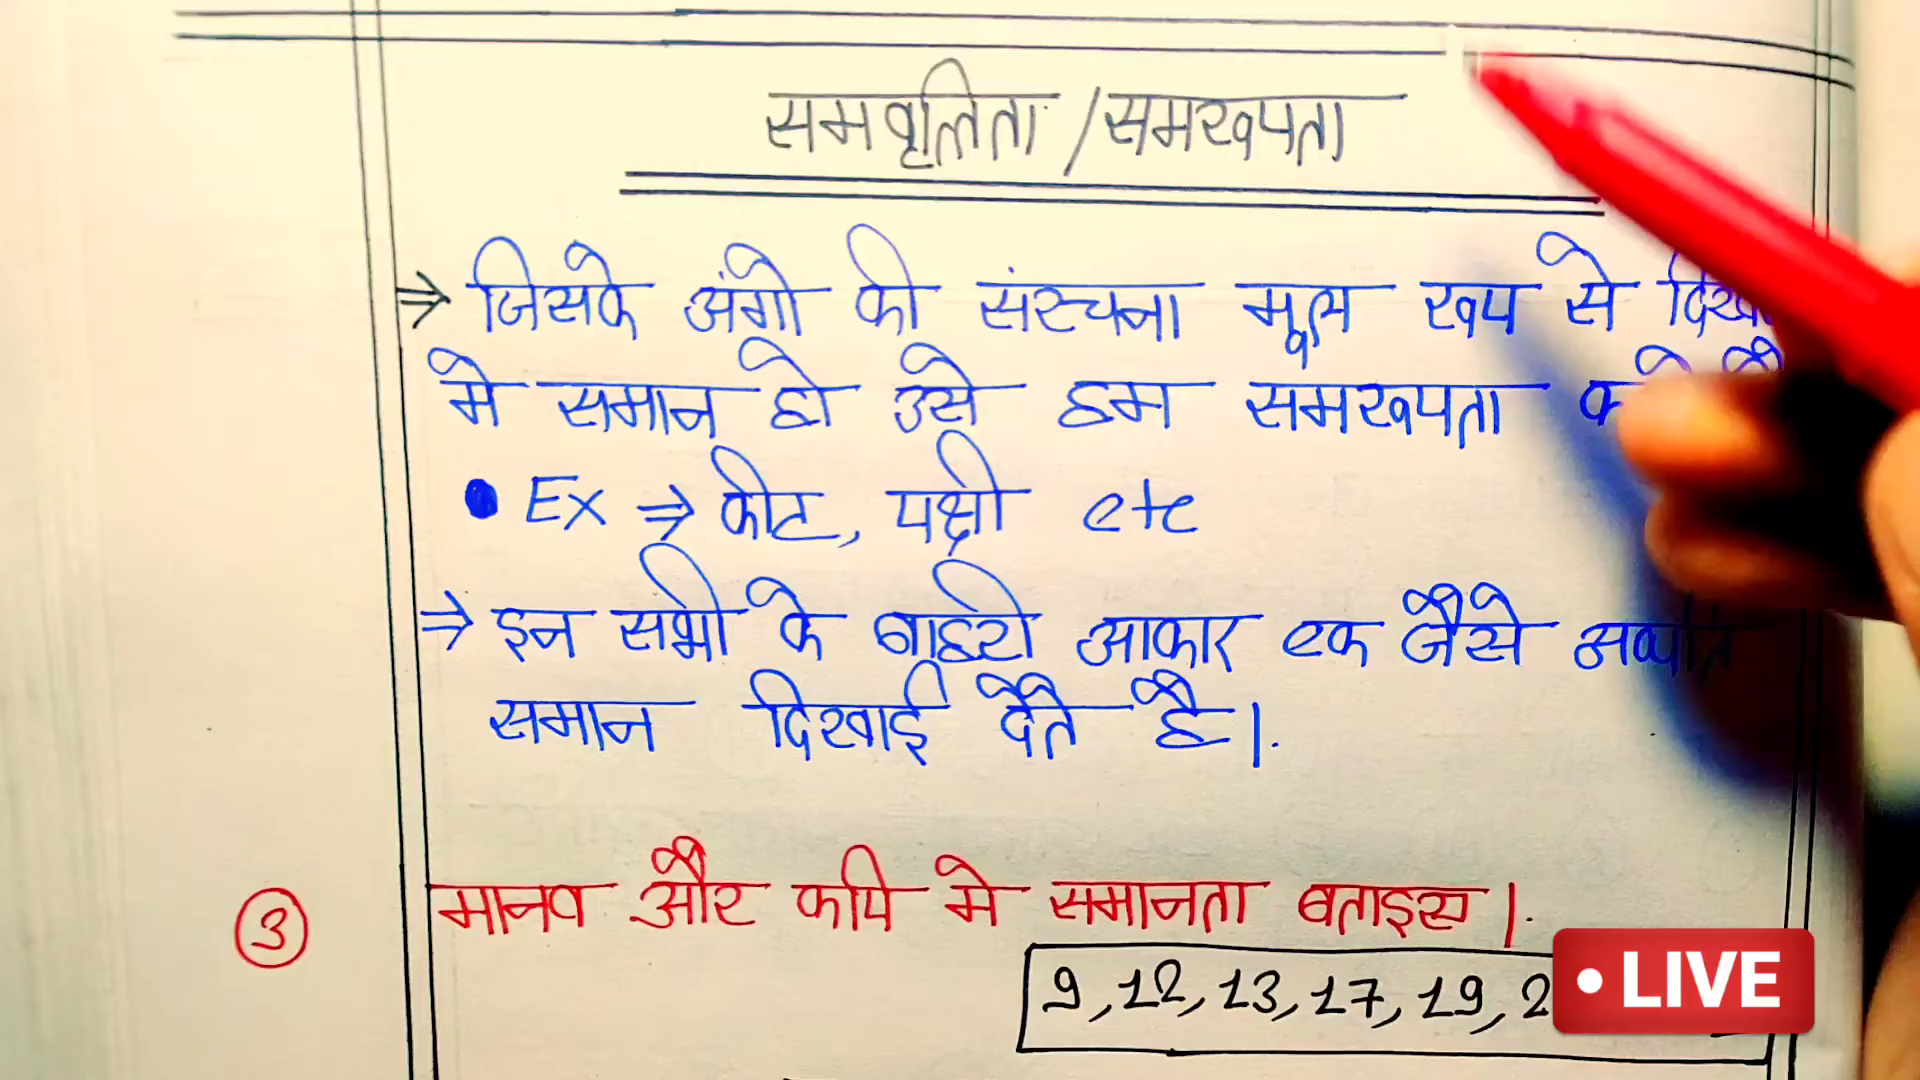 समवृत्तिता / समरूपता
⇒ जिसके अंगो की संरचना मूल रूप से
मे समान हो उसे हम समरूपता
• Ex ⇒ कीट, पक्षी etc
⇒ इन सभी के बाहरी आकार एक जैसे
समान दिखाई देते है।
③ मानव और कपि मे समानता बताइए।
9, 12, 13, 17, 19,
• LIVE